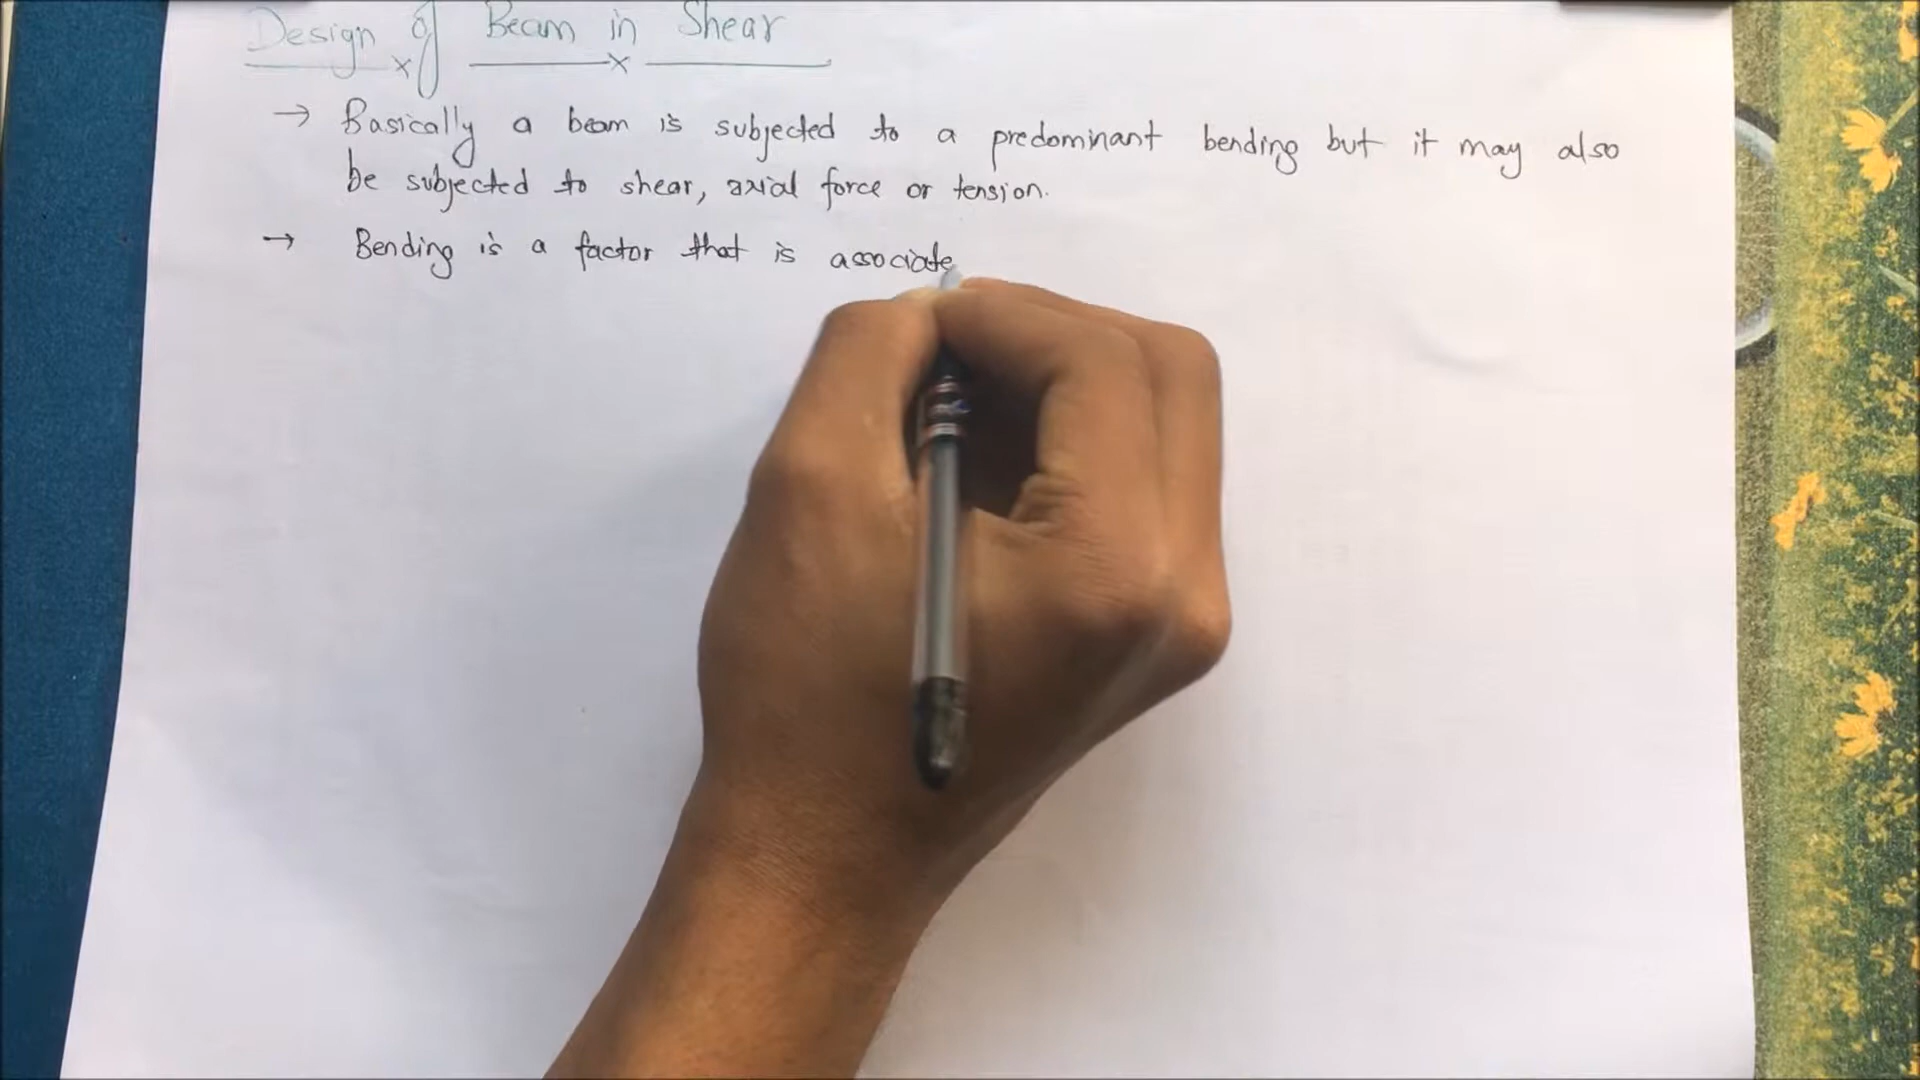 Design of Beam in Shear
→ Basically a beam is subjected to a predominant bending but it may also
be subjected to shear, axial force or tension.
→ Bending is a factor that is associate